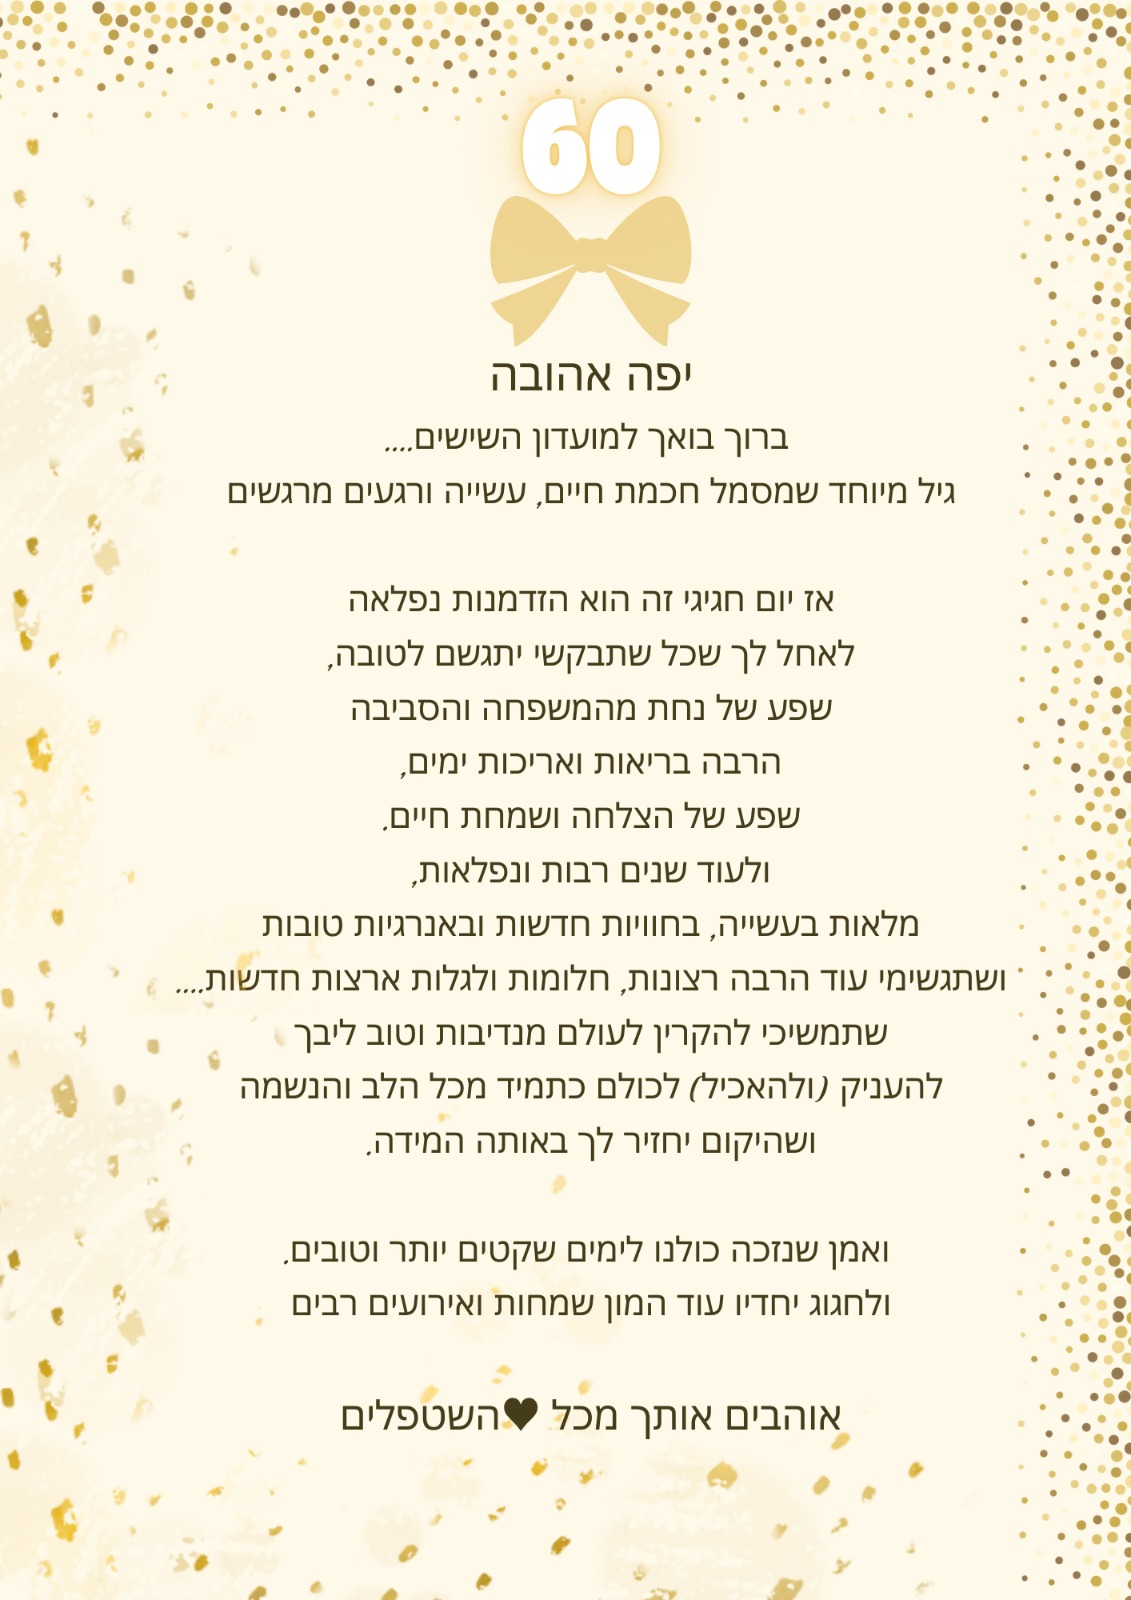 60
יפה אהובה
ברוך בואך למועדון השישים....
גיל מיוחד שמסמל חכמת חיים, עשייה ורגעים מרגשים
אז יום חגיגי זה הוא הזדמנות נפלאה
לאחל לך שכל שתבקשי יתגשם לטובה,
שפע של נחת מהמשפחה והסביבה
הרבה בריאות ואריכות ימים,
שפע של הצלחה ושמחת חיים.
ולעוד שנים רבות ונפלאות,
מלאות בעשייה, בחוויות חדשות ובאנרגיות טובות
ושתגשימי עוד הרבה רצונות, חלומות ולגלות ארצות חדשות....
שתמשיכי להקרין לעולם מנדיבות וטוב ליבך
להעניק (ולהאכיל) לכולם כתמיד מכל הלב והנשמה
ושהיקום יחזיר לך באותה המידה.
ואמן שנזכה כולנו לימים שקטים יותר וטובים.
ולחגוג יחדיו עוד המון שמחות ואירועים רבים
אוהבים אותך מכל ♥השטפלים